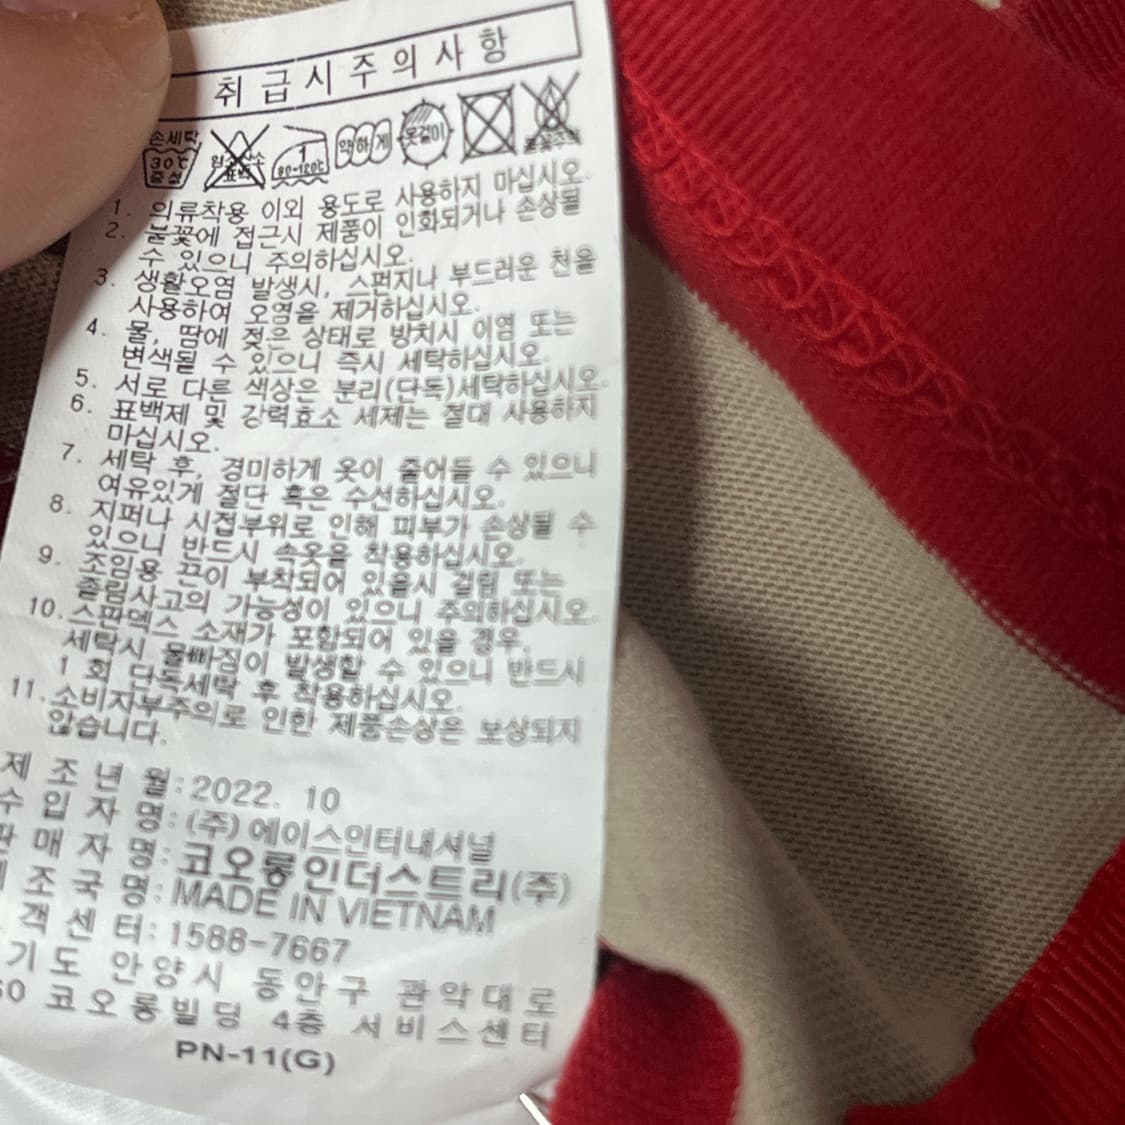 취급시주의사항
손세탁
30℃
중성
염소산소
표백
1
80~120℃
약하게
옷걸이
불꽃주의
1. 의류착용 이외 용도로 사용하지 마십시오.
2. 불꽃에 접근시 제품이 인화되거나 손상될
수 있으니 주의하십시오.
3. 생활오염 발생시, 스펀지나 부드러운 천을
사용하여 오염을 제거하십시오.
4. 물, 땀에 젖은 상태로 방치시 이염 또는
변색될 수 있으니 즉시 세탁하십시오.
5. 서로 다른 색상은 분리(단독)세탁하십시오.
6. 표백제 및 강력효소 세제는 절대 사용하지
마십시오.
7. 세탁 후, 경미하게 옷이 줄어들 수 있으니
여유있게 절단 혹은 수선하십시오.
8. 지퍼나 시접부위로 인해 피부가 손상될 수
있으니 반드시 속옷을 착용하십시오.
9. 조임용 끈이 부착되어 있을시 걸림 또는
졸림사고의 가능성이 있으니 주의하십시오.
10. 스판덱스 소재가 포함되어 있을 경우,
세탁시 물빠짐이 발생할 수 있으니 반드시
1 회 단독세탁 후 착용하십시오.
11. 소비자부주의로 인한 제품손상은 보상되지
않습니다.
제조년월:2022. 10
수입자명:(주)에이스인터내셔널
판매자명:코오롱인더스트리(주)
제조국명:MADE IN VIETNAM
객센터:1588-7667
기도 안양시 동안구 관악대로
60 코오롱빌딩 4층 서비스센터
PN-11(G)